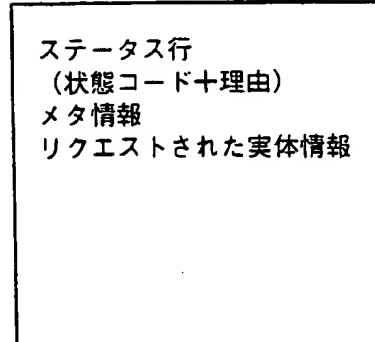 ステータス行
（状態コード＋理由）
メタ情報
リクエストされた実体情報